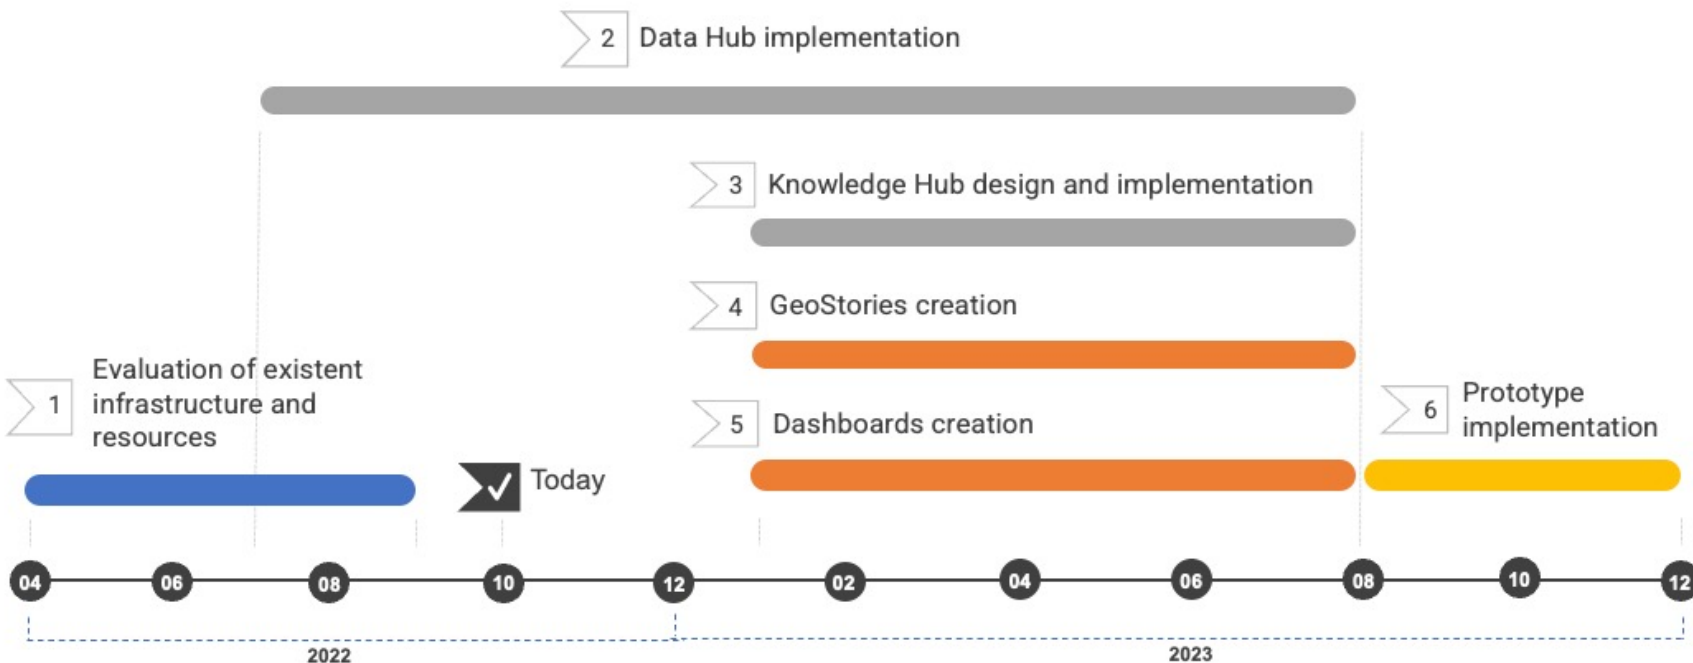 2 Data Hub implementation
3 Knowledge Hub design and implementation
4 GeoStories creation
1 Evaluation of existent
infrastructure and
resources
5 Dashboards creation
6 Prototype
implementation
Today
04 06 08 10 12 02 04 06 08 10 12
2022 2023